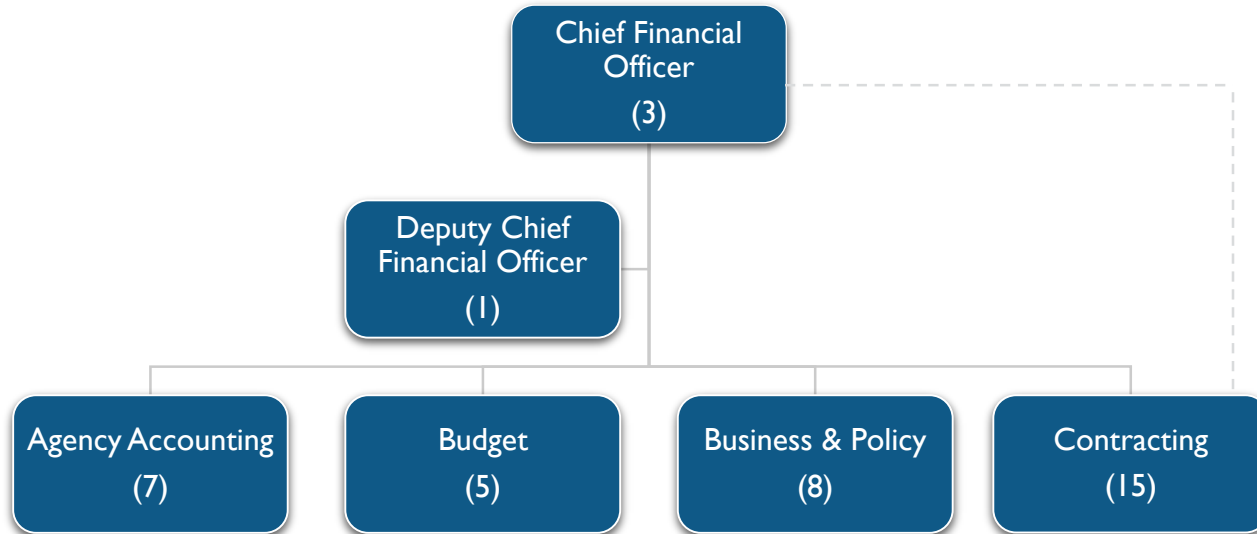 Chief Financial
Officer
(3)
Deputy Chief
Financial Officer
(1)
Agency Accounting
(7)
Budget
(5)
Business & Policy
(8)
Contracting
(15)